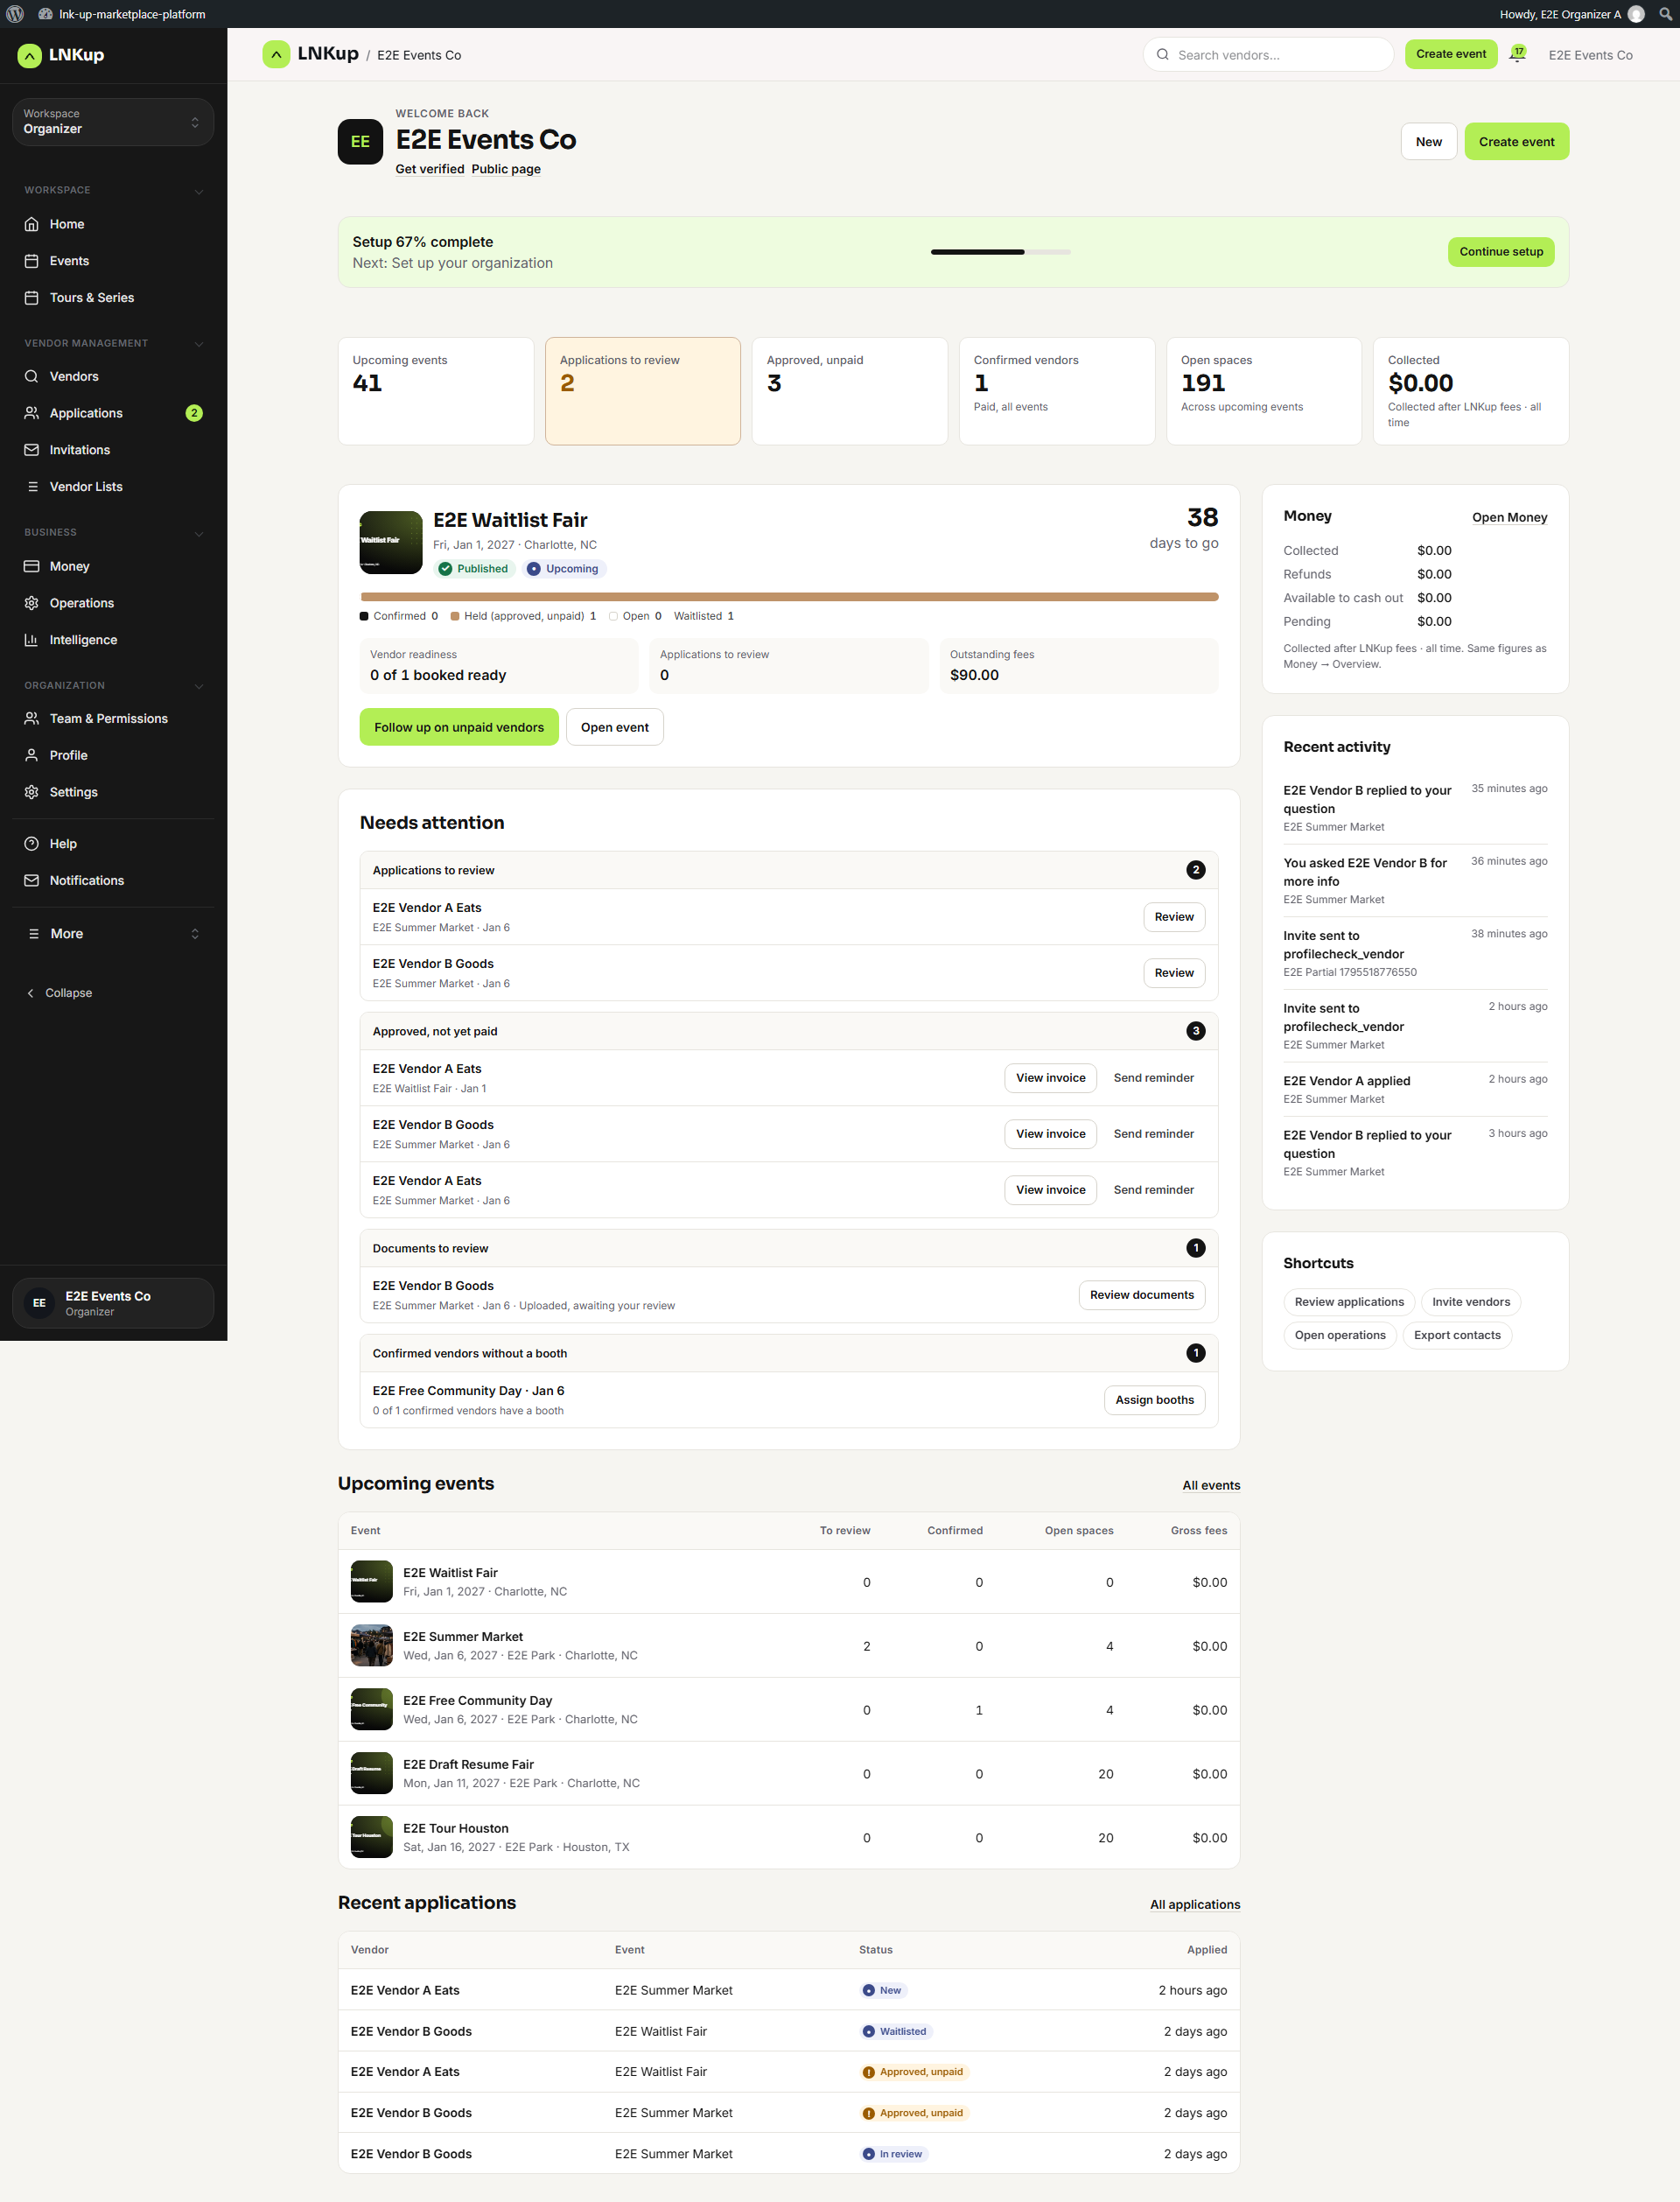 lnk-up-marketplace-platform
Howdy, E2E Organizer A
LNKup
Workspace
Organizer
WORKSPACE
Home
Events
Tours & Series
VENDOR MANAGEMENT
Vendors
Applications 2
Invitations
Vendor Lists
BUSINESS
Money
Operations
Intelligence
ORGANIZATION
Team & Permissions
Profile
Settings
Help
Notifications
More
Collapse
EE
E2E Events Co
Organizer
LNKup / E2E Events Co
Search vendors...
Create event
17
E2E Events Co
EE
WELCOME BACK
E2E Events Co
Get verified Public page
New
Create event
Setup 67% complete
Next: Set up your organization
Continue setup
Upcoming events
41
Applications to review
2
Approved, unpaid
3
Confirmed vendors
1
Paid, all events
Open spaces
191
Across upcoming events
Collected
$0.00
Collected after LNKup fees · all
time
Waitlist Fair
E2E Waitlist Fair
Fri, Jan 1, 2027 · Charlotte, NC
Published Upcoming
38
days to go
Confirmed 0 Held (approved, unpaid) 1 Open 0 Waitlisted 1
Vendor readiness
0 of 1 booked ready
Applications to review
0
Outstanding fees
$90.00
Follow up on unpaid vendors
Open event
Needs attention
Applications to review 2
E2E Vendor A Eats
E2E Summer Market · Jan 6
Review
E2E Vendor B Goods
E2E Summer Market · Jan 6
Review
Approved, not yet paid 3
E2E Vendor A Eats
E2E Waitlist Fair · Jan 1
View invoice Send reminder
E2E Vendor B Goods
E2E Summer Market · Jan 6
View invoice Send reminder
E2E Vendor A Eats
E2E Summer Market · Jan 6
View invoice Send reminder
Documents to review 1
E2E Vendor B Goods
E2E Summer Market · Jan 6 · Uploaded, awaiting your review
Review documents
Confirmed vendors without a booth 1
E2E Free Community Day · Jan 6
0 of 1 confirmed vendors have a booth
Assign booths
Money
Open Money
Collected $0.00
Refunds $0.00
Available to cash out $0.00
Pending $0.00
Collected after LNKup fees · all time. Same figures as
Money → Overview.
Recent activity
E2E Vendor B replied to your
question
35 minutes ago
E2E Summer Market
You asked E2E Vendor B for
more info
36 minutes ago
E2E Summer Market
Invite sent to
profilecheck_vendor
38 minutes ago
E2E Partial 1795518776550
Invite sent to
profilecheck_vendor
2 hours ago
E2E Summer Market
E2E Vendor A applied
2 hours ago
E2E Summer Market
E2E Vendor B replied to your
question
3 hours ago
E2E Summer Market
Shortcuts
Review applications Invite vendors
Open operations Export contacts
Upcoming events
All events
Event To review Confirmed Open spaces Gross fees
Waitlist Fair
E2E Waitlist Fair
Fri, Jan 1, 2027 · Charlotte, NC
0 0 0 $0.00
E2E Summer Market
Wed, Jan 6, 2027 · E2E Park · Charlotte, NC
2 0 4 $0.00
Free Community
E2E Free Community Day
Wed, Jan 6, 2027 · E2E Park · Charlotte, NC
0 1 4 $0.00
Draft Resume
E2E Draft Resume Fair
Mon, Jan 11, 2027 · E2E Park · Charlotte, NC
0 0 20 $0.00
Tour Houston
E2E Tour Houston
Sat, Jan 16, 2027 · E2E Park · Houston, TX
0 0 20 $0.00
Recent applications
All applications
Vendor Event Status Applied
E2E Vendor A Eats E2E Summer Market New 2 hours ago
E2E Vendor B Goods E2E Waitlist Fair Waitlisted 2 days ago
E2E Vendor A Eats E2E Waitlist Fair Approved, unpaid 2 days ago
E2E Vendor B Goods E2E Summer Market Approved, unpaid 2 days ago
E2E Vendor B Goods E2E Summer Market In review 2 days ago